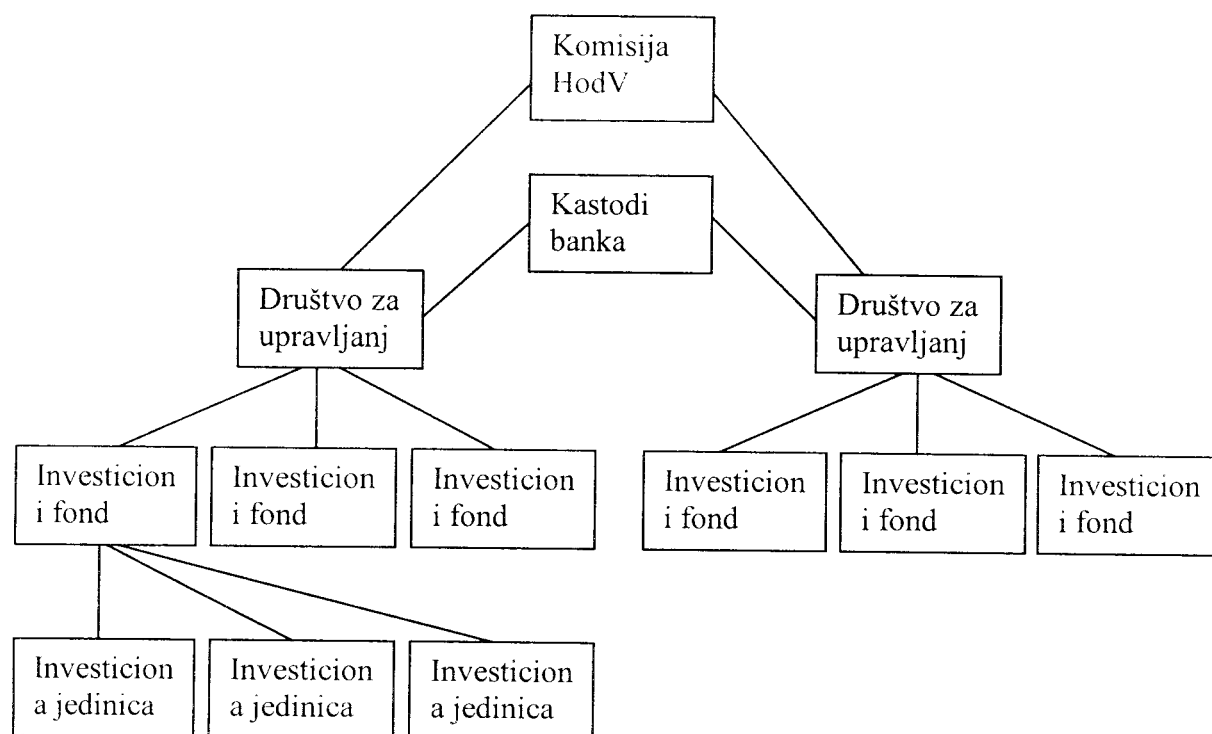 Komisija
HodV
Kastodi
banka
Društvo za
upravljanj
Društvo za
upravljanj
Investicion
i fond
Investicion
i fond
Investicion
i fond
Investicion
i fond
Investicion
i fond
Investicion
i fond
Investicion
a jedinica
Investicion
a jedinica
Investicion
a jedinica